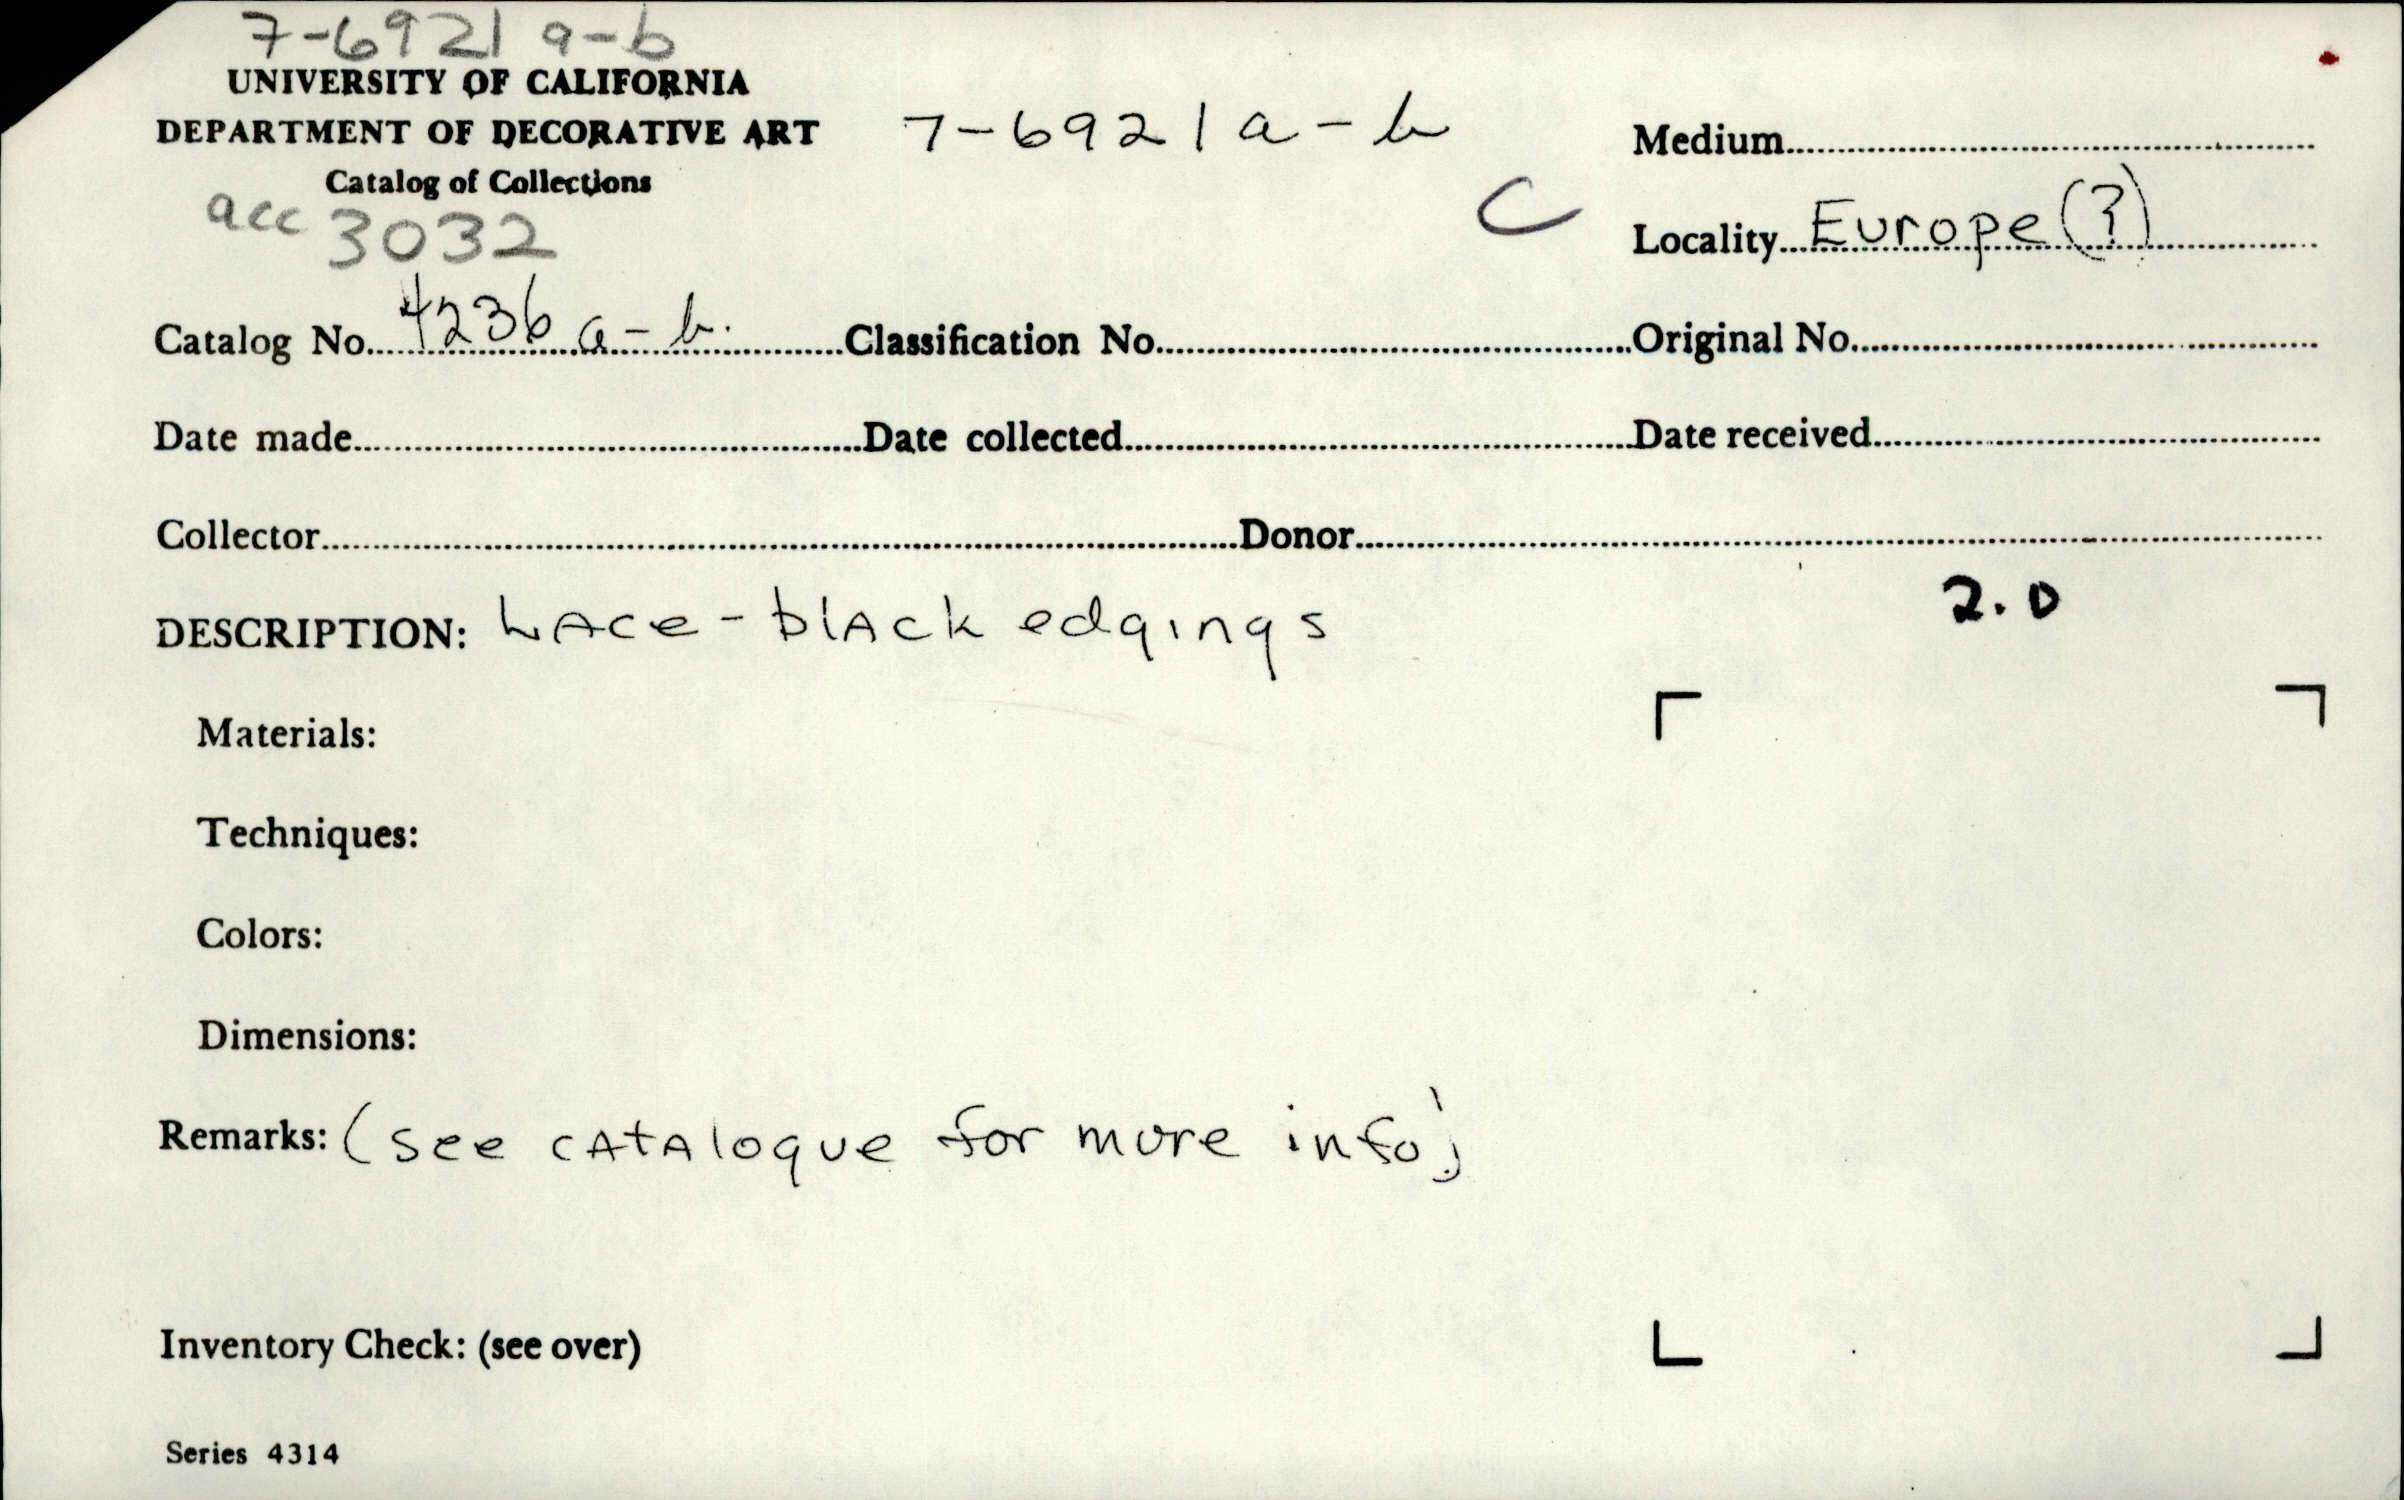 7-6921 a-b
UNIVERSITY OF CALIFORNIA
DEPARTMENT OF DECORATIVE ART
Catalog of Collections
7-6921 a-b
acc 3032
C
Medium
Locality Europe (?)
Catalog No. 4236 a-b. Classification No. Original No.
Date made Date collected Date received
Collector Donor
2.0
DESCRIPTION: Lace - black edgings
Materials:
Techniques:
Colors:
Dimensions:
Remarks: (see catalogue for more info)
Inventory Check: (see over)
Series 4314